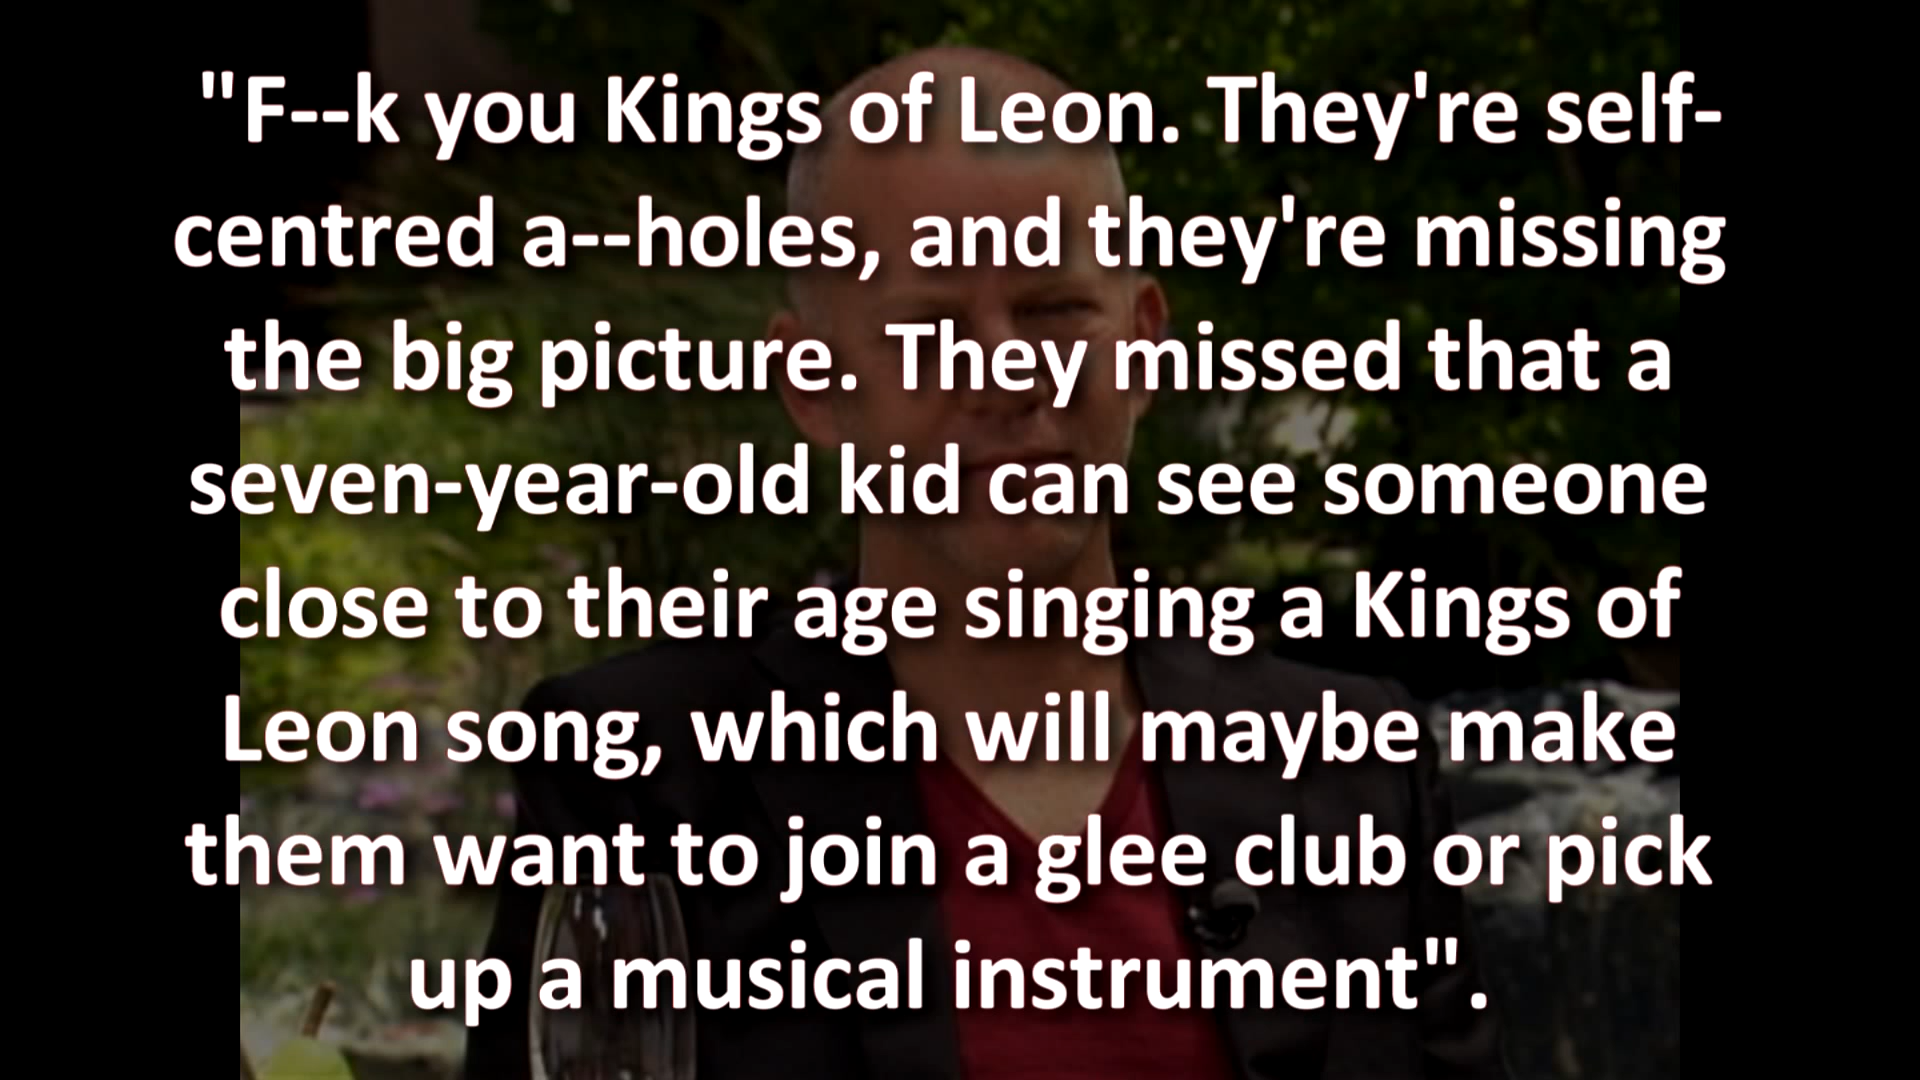 "F--k you Kings of Leon. They're self-
centred a--holes, and they're missing
the big picture. They missed that a
seven-year-old kid can see someone
close to their age singing a Kings of
Leon song, which will maybe make
them want to join a glee club or pick
up a musical instrument".